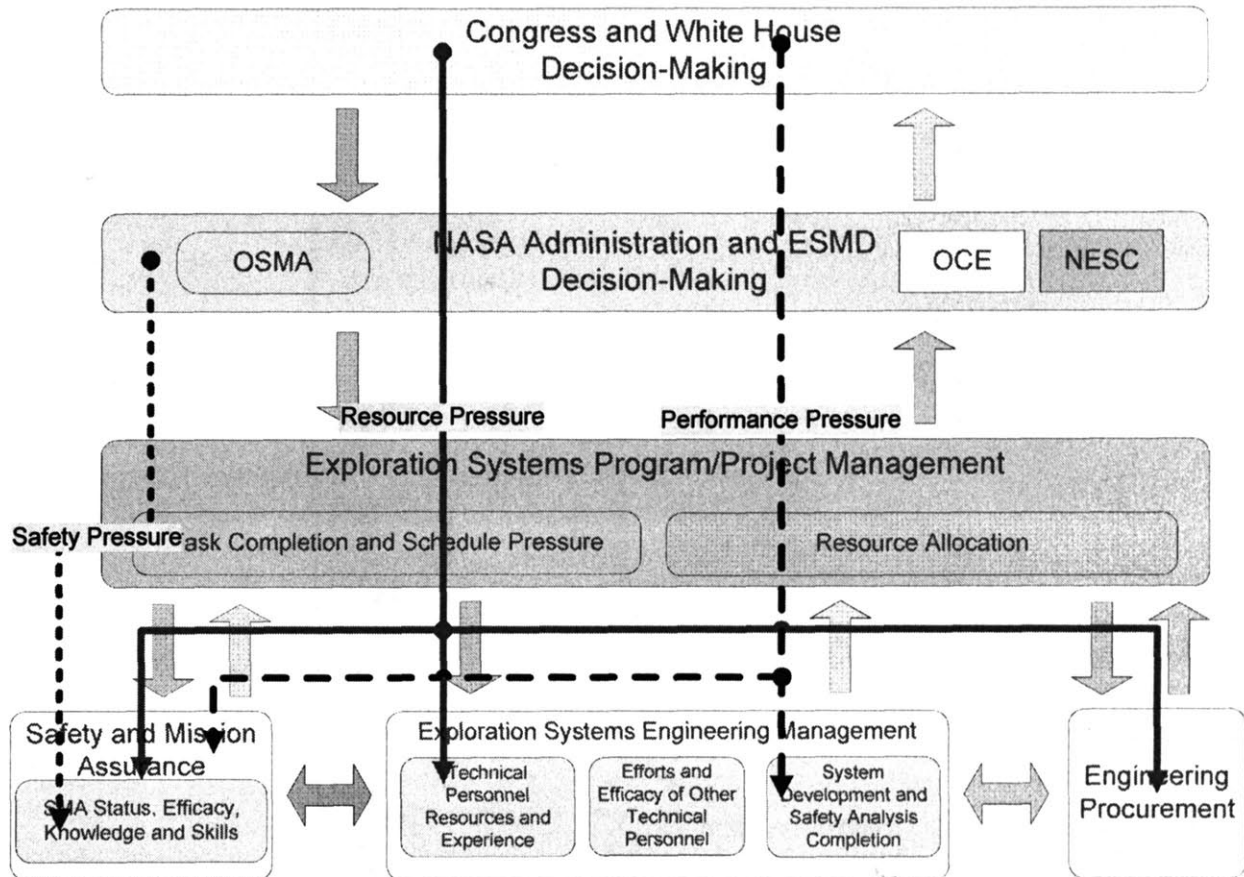 Congress and White House
Decision-Making
NASA Administration and ESMD
Decision-Making
OSMA
OCE
NESC
Resource Pressure
Performance Pressure
Exploration Systems Program/Project Management
Safety Pressure
ask Completion and Schedule Pressure
Resource Allocation
Safety and Mission
Assurance
SMA Status, Efficacy,
Knowledge and Skills
Exploration Systems Engineering Management
Technical
Personnel
Resources and
Experience
Efforts and
Efficacy of Other
Technical
Personnel
System
Development and
Safety Analysis
Completion
Engineering
Procurement